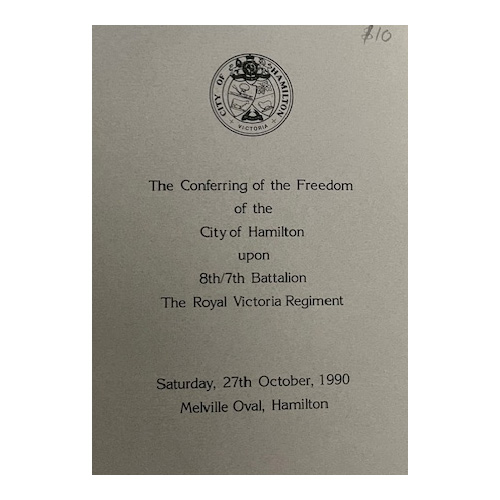 $10
CITY OF HAMILTON
VICTORIA
The Conferring of the Freedom
of the
City of Hamilton
upon
8th/7th Battalion
The Royal Victoria Regiment
Saturday, 27th October, 1990
Melville Oval, Hamilton